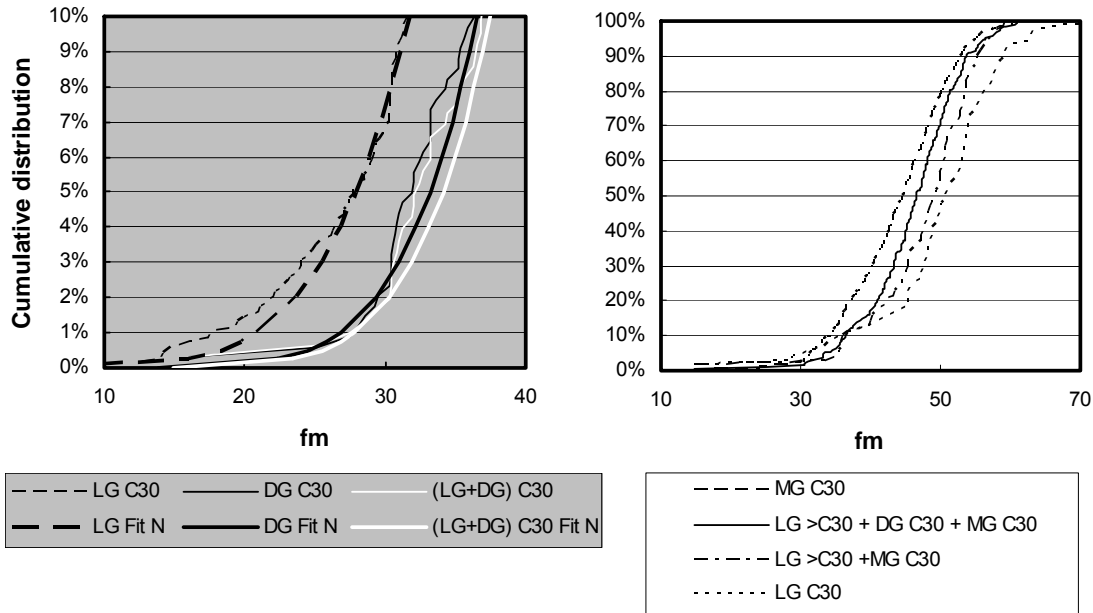 Cumulative distribution
10%
9%
8%
7%
6%
5%
4%
3%
2%
1%
0%
10 20 30 40
fm
LG C30 DG C30 (LG+DG) C30
LG Fit N DG Fit N (LG+DG) C30 Fit N
100%
90%
80%
70%
60%
50%
40%
30%
20%
10%
0%
10 30 50 70
fm
MG C30
LG >C30 + DG C30 + MG C30
LG >C30 +MG C30
LG C30